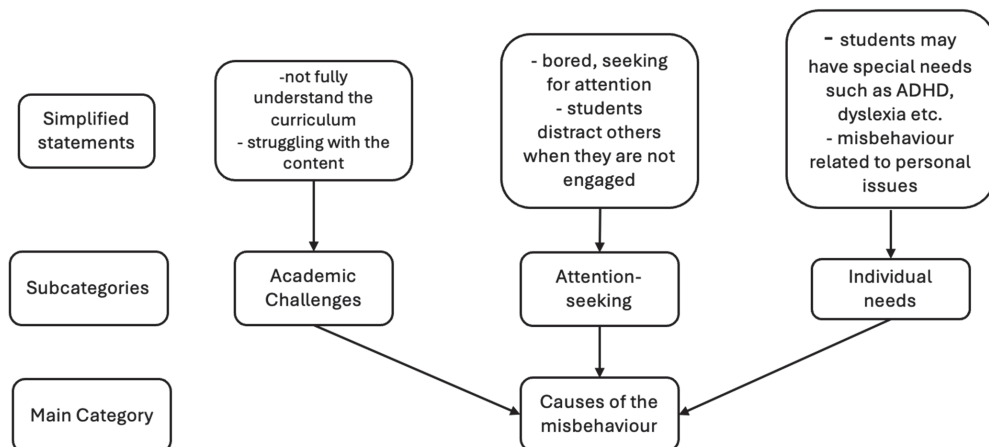 Simplified
statements
-not fully
understand the
curriculum
- struggling with the
content
- bored, seeking
for attention
- students
distract others
when they are not
engaged
- students may
have special needs
such as ADHD,
dyslexia etc.
- misbehaviour
related to personal
issues
Subcategories
Academic
Challenges
Attention-
seeking
Individual
needs
Main Category
Causes of the
misbehaviour